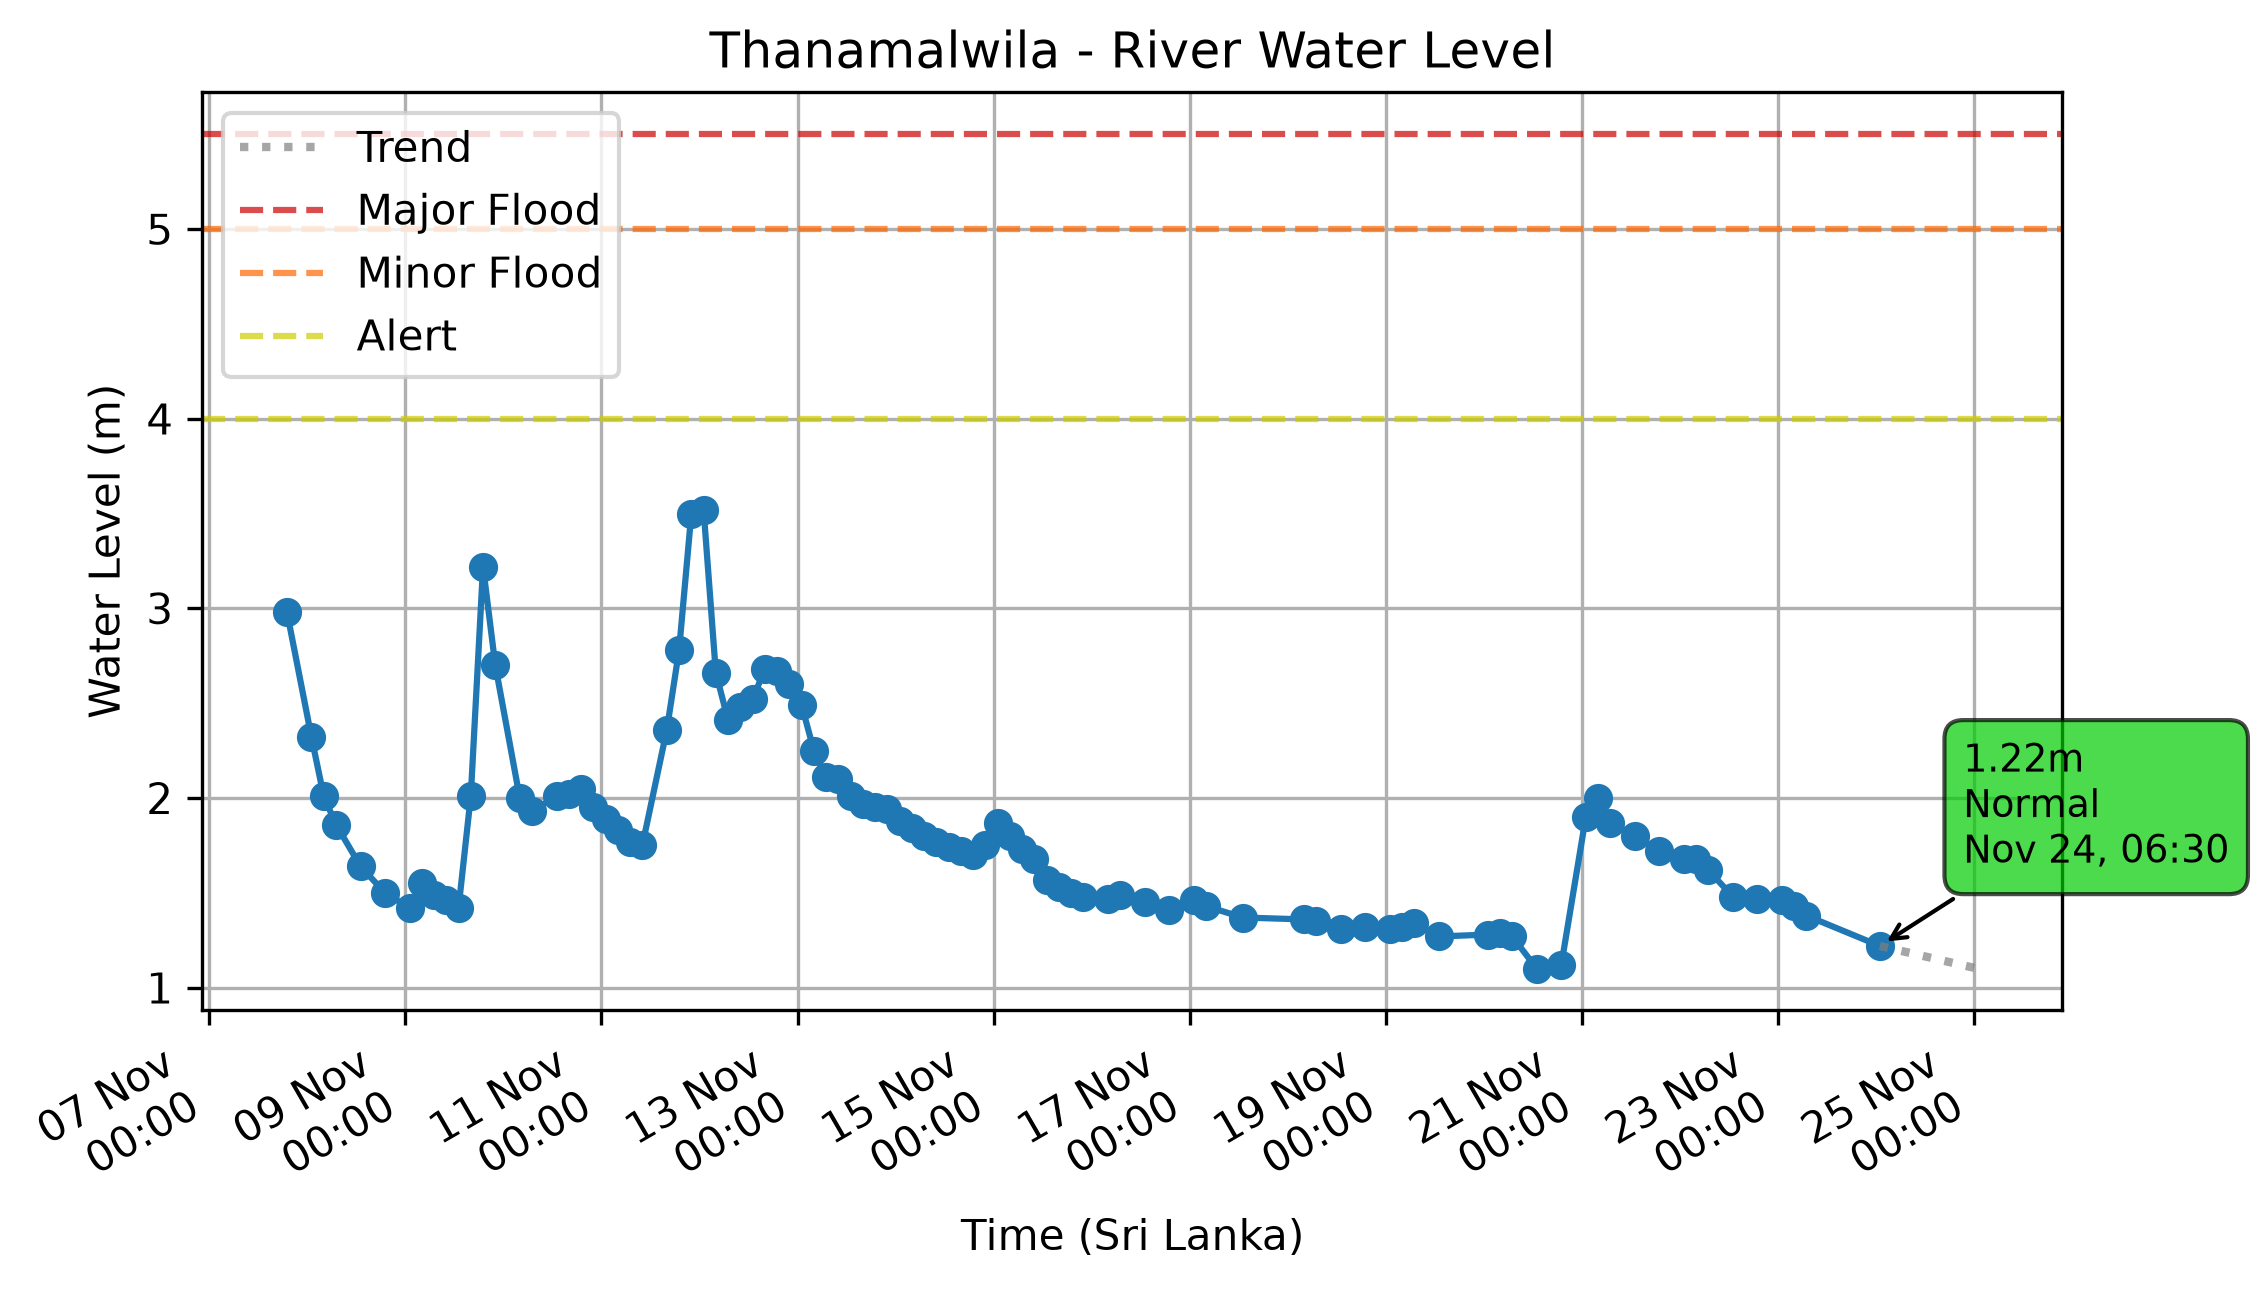 Thanamalwila - River Water Level
Trend
Major Flood
Minor Flood
Alert
Water Level (m)
5
4
3
2
1
1.22m
Normal
Nov 24, 06:30
07 Nov
00:00
09 Nov
00:00
11 Nov
00:00
13 Nov
00:00
15 Nov
00:00
17 Nov
00:00
19 Nov
00:00
21 Nov
00:00
23 Nov
00:00
25 Nov
00:00
Time (Sri Lanka)